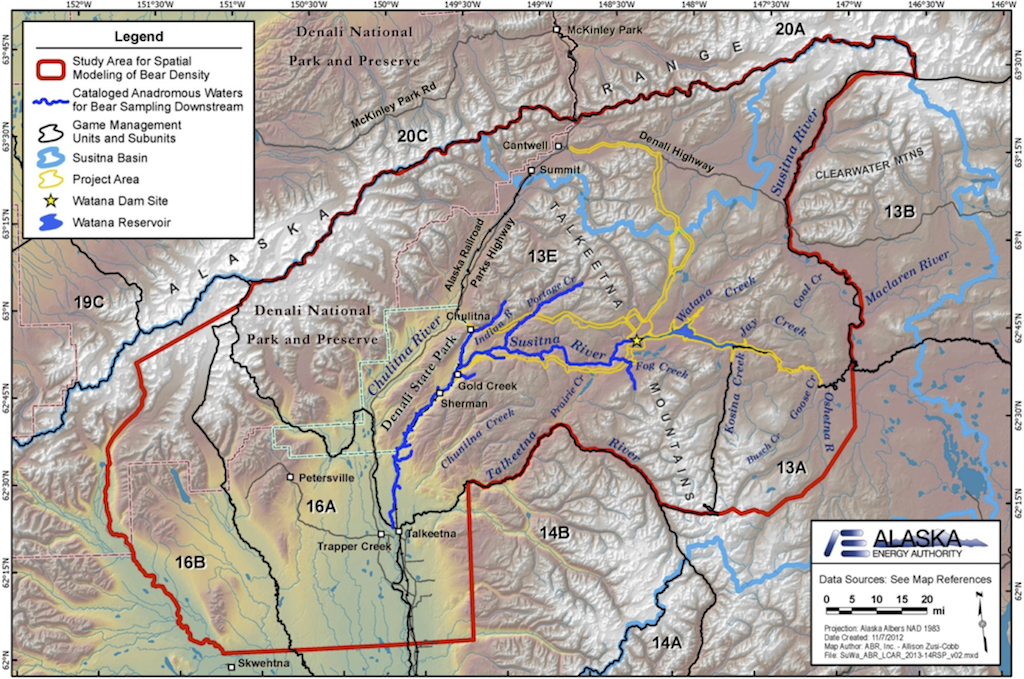 152°W
151°30'W
151°W
150°30'W
150°W
149°30'W
149°W
148°30'W
148°W
147°30'W
147°W
146°30'W
146°W
Legend
Study Area for Spatial
Modeling of Bear Density
Cataloged Anadromous Waters
for Bear Sampling Downstream
Game Management
Units and Subunits
Susitna Basin
Project Area
Watana Dam Site
Watana Reservoir
Denali National
Park and Preserve
McKinley Park
McKinley Park Rd
ALASKA
RANGE
20A
20C
Cantwell
Denali Highway
Summit
Susitna River
CLEARWATER MTNS
13B
TALKEETNA
MOUNTAINS
13E
Alaska Railroad
Parks Highway
19C
Denali National
Park and Preserve
Chulitna River
Chulitna
Indian R
Portage Cr
Susitna River
Watana Creek
Jay Creek
Coal Cr
Maclaren River
Denali State Park
Gold Creek
Sherman
Fog Creek
Prairie Cr
Chunilna Creek
Talkeetna River
Kosina Creek
Goose Cr
Oshetna R
Busch Cr
13A
Petersville
16A
Talkeetna
Trapper Creek
16B
14B
14A
Skwehtna
63°45'N
63°30'N
63°15'N
63°N
62°45'N
62°30'N
62°15'N
62°N
63°30'N
63°15'N
63°N
62°45'N
62°30'N
62°15'N
62°N
ALASKA
ENERGY AUTHORITY
Data Sources: See Map References
0 5 10 15 20
mi
N
Projection: Alaska Albers NAD 1983
Date Created: 11/7/2012
Map Author: ABR, Inc. - Allison Zusi-Cobb
File: SuWa_ABR_LCAR_2013-14RSP_v02.mxd